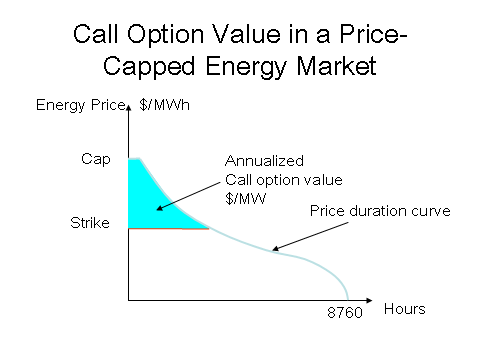 Call Option Value in a Price-
Capped Energy Market
Energy Price $/MWh
Cap
Annualized
Call option value
$/MW
Price duration curve
Strike
8760
Hours